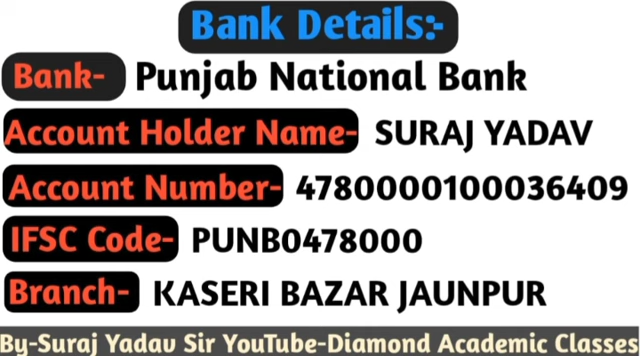 Bank Details:-
Bank- Punjab National Bank
Account Holder Name- SURAJ YADAV
Account Number- 4780000100036409
IFSC Code- PUNB0478000
Branch- KASERI BAZAR JAUNPUR
By-Suraj Yadav Sir YouTube-Diamond Academic Classes